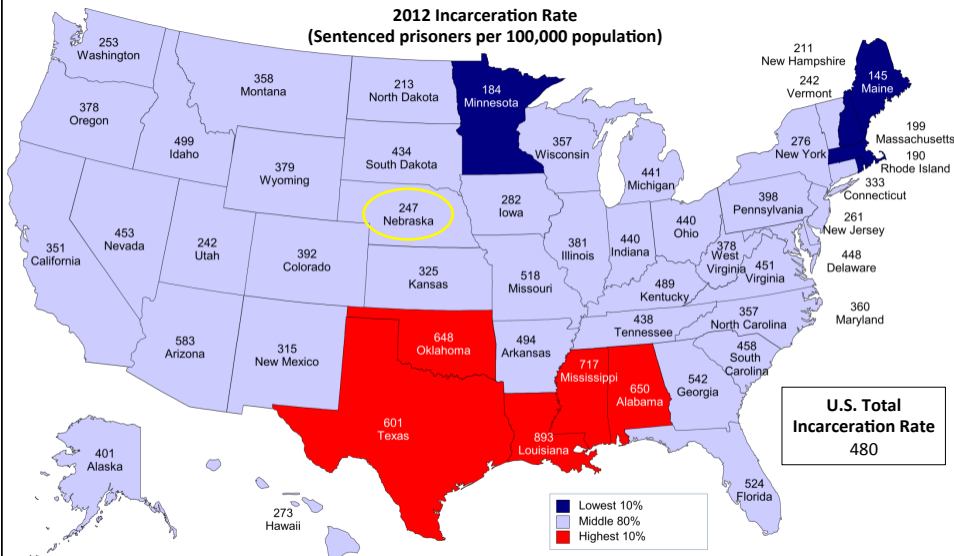 2012 Incarceration Rate
(Sentenced prisoners per 100,000 population)
253
Washington
378
Oregon
499
Idaho
358
Montana
213
North Dakota
184
Minnesota
434
South Dakota
357
Wisconsin
379
Wyoming
247
Nebraska
282
Iowa
441
Michigan
276
New York
211
New Hampshire
242
Vermont
145
Maine
199
Massachusetts
190
Rhode Island
333
Connecticut
398
Pennsylvania
261
New Jersey
448
Delaware
360
Maryland
351
California
453
Nevada
242
Utah
392
Colorado
325
Kansas
518
Missouri
381
Illinois
440
Indiana
440
Ohio
378
West
Virginia
451
Virginia
489
Kentucky
438
Tennessee
357
North Carolina
458
South
Carolina
583
Arizona
315
New Mexico
648
Oklahoma
494
Arkansas
717
Mississippi
650
Alabama
542
Georgia
601
Texas
893
Louisiana
524
Florida
401
Alaska
273
Hawaii
U.S. Total
Incarceration Rate
480
Lowest 10%
Middle 80%
Highest 10%